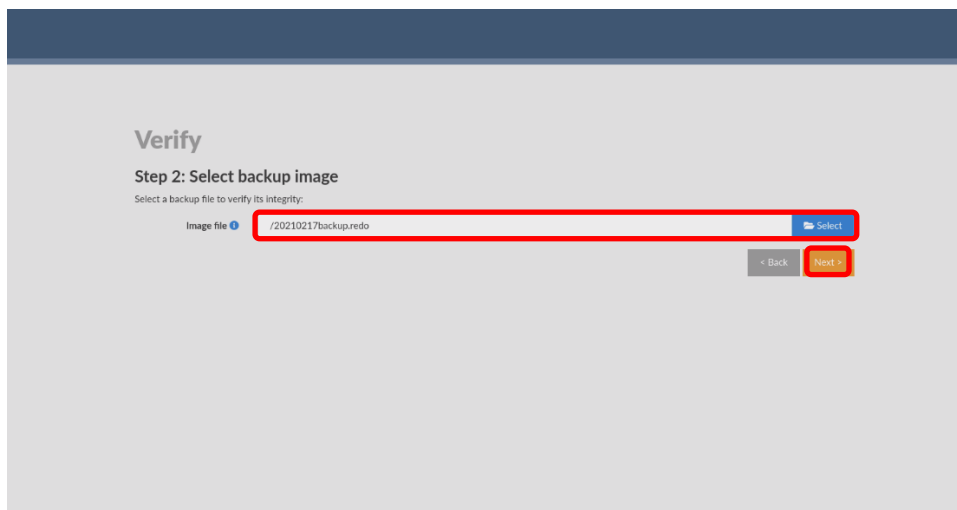 Verify
Step 2: Select backup image
Select a backup file to verify its integrity:
Image file /20210217backup.redo Select
< Back Next >